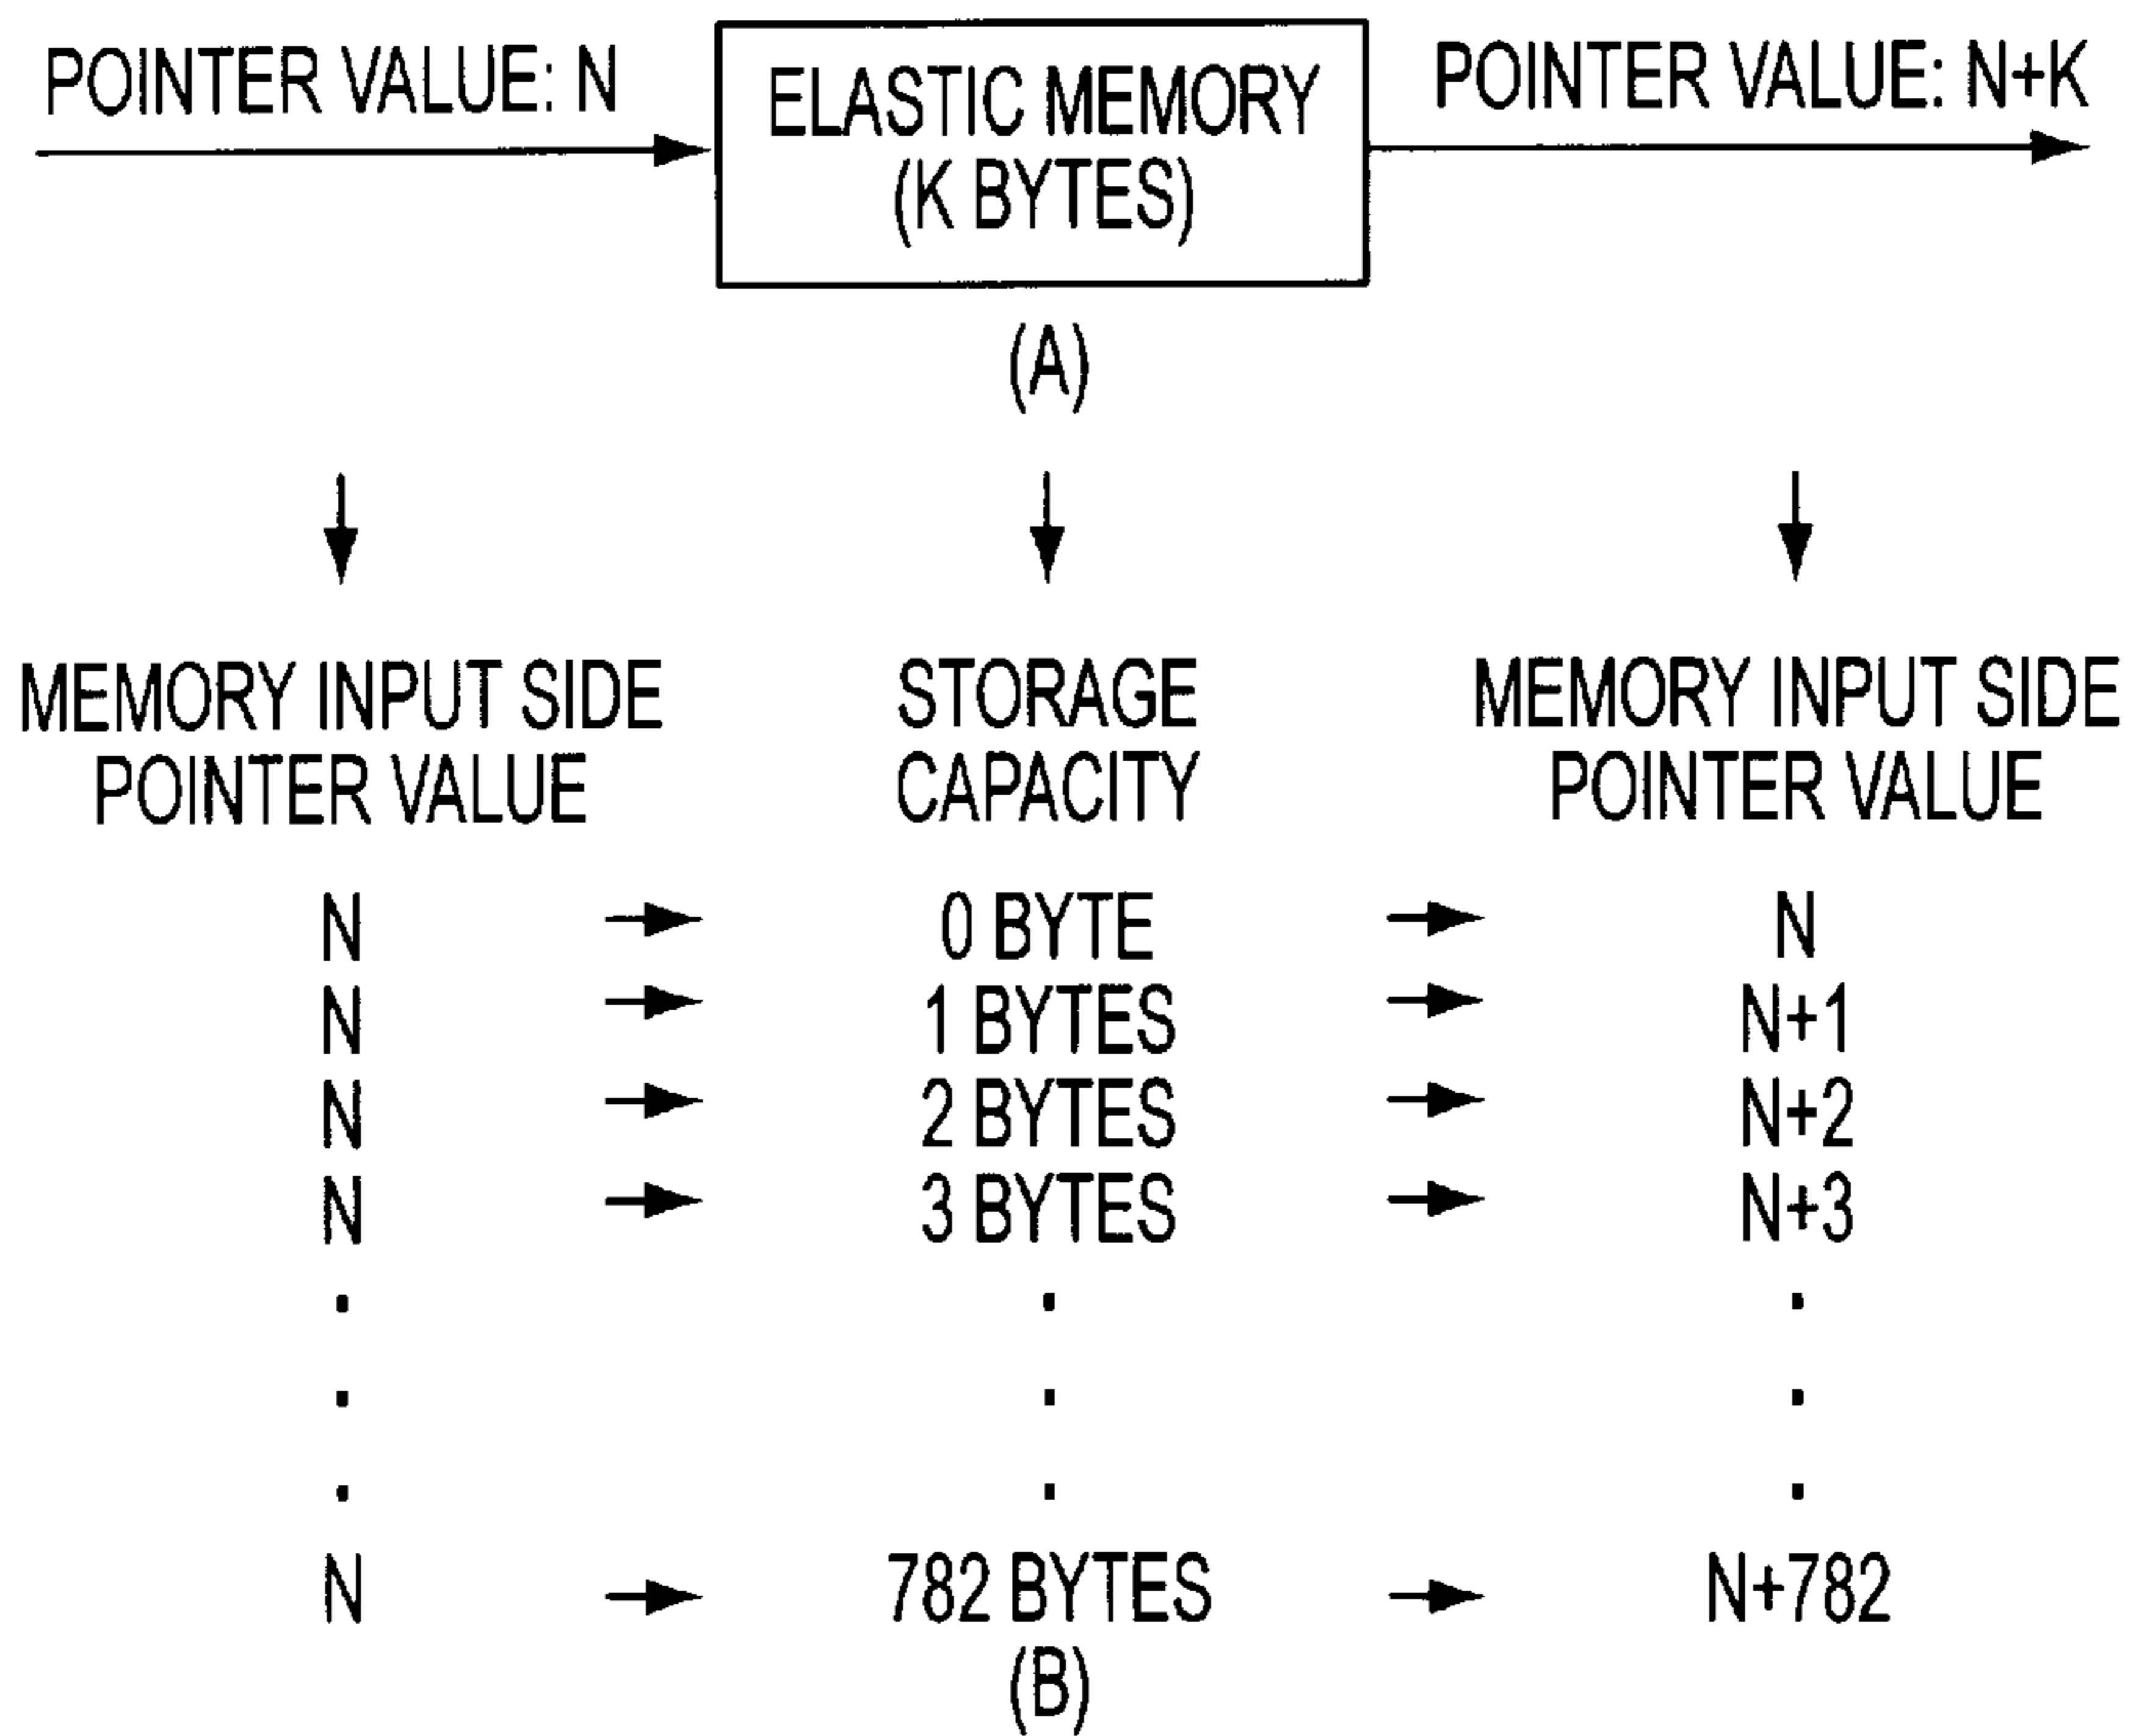 POINTER VALUE: N
ELASTIC MEMORY
(K BYTES)
POINTER VALUE: N+K
(A)
MEMORY INPUT SIDE
POINTER VALUE
STORAGE
CAPACITY
MEMORY INPUT SIDE
POINTER VALUE
N 0 BYTE N
N 1 BYTES N+1
N 2 BYTES N+2
N 3 BYTES N+3
N 782 BYTES N+782
(B)